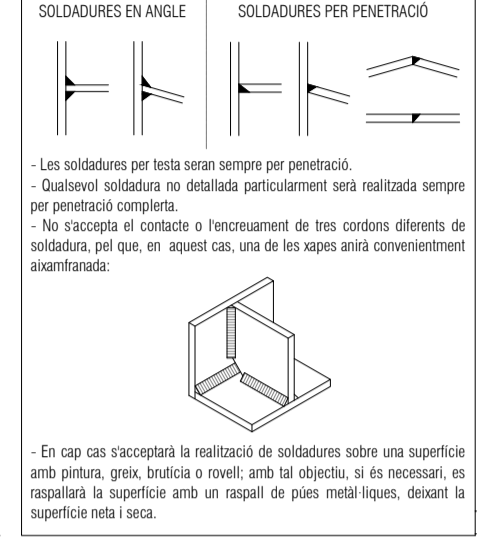 SOLDADURES EN ANGLE
SOLDADURES PER PENETRACIÓ
- Les soldadures per testa seran sempre per penetració.
- Qualsevol soldadura no detallada particularment serà realitzada sempre
per penetració complerta.
- No s'accepta el contacte o l'encreuament de tres cordons diferents de
soldadura, pel que, en aquest cas, una de les xapes anirà convenientment
aixamfranada:
- En cap cas s'acceptarà la realització de soldadures sobre una superfície
amb pintura, greix, brutícia o rovell; amb tal objectiu, si és necessari, es
raspallarà la superfície amb un raspall de púes metàl·liques, deixant la
superfície neta i seca.